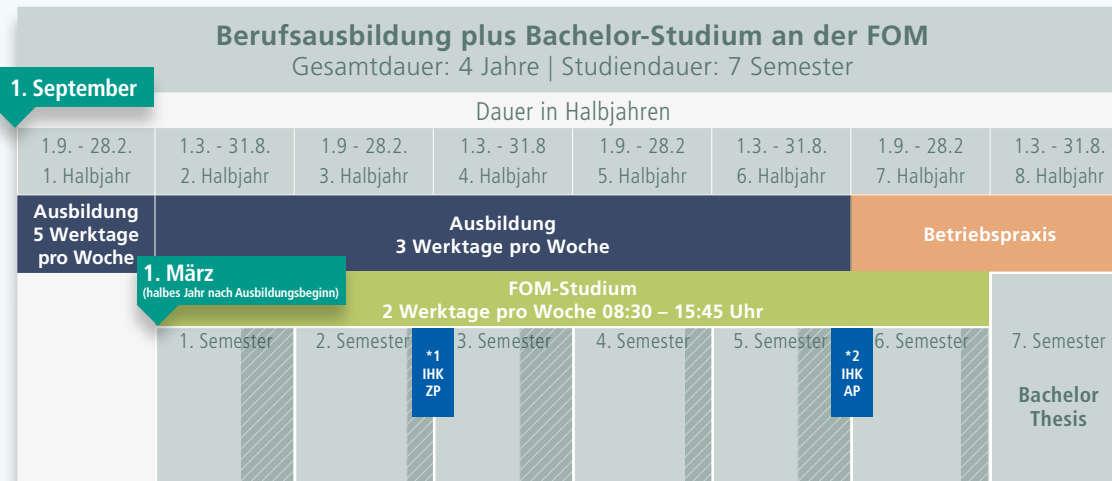 Berufsausbildung plus Bachelor-Studium an der FOM
Gesamtdauer: 4 Jahre | Studiendauer: 7 Semester
1. September
Dauer in Halbjahren
1.9. - 28.2.
1. Halbjahr
1.3. - 31.8.
2. Halbjahr
1.9 - 28.2.
3. Halbjahr
1.3. - 31.8
4. Halbjahr
1.9. - 28.2
5. Halbjahr
1.3. - 31.8.
6. Halbjahr
1.9. - 28.2
7. Halbjahr
1.3. - 31.8.
8. Halbjahr
Ausbildung
5 Werktage
pro Woche
Ausbildung
3 Werktage pro Woche
Betriebspraxis
1. März
(halbes Jahr nach Ausbildungsbeginn)
FOM-Studium
2 Werktage pro Woche 08:30 – 15:45 Uhr
1. Semester
2. Semester
*1
IHK
ZP
3. Semester
4. Semester
5. Semester
*2
IHK
AP
6. Semester
7. Semester
Bachelor
Thesis